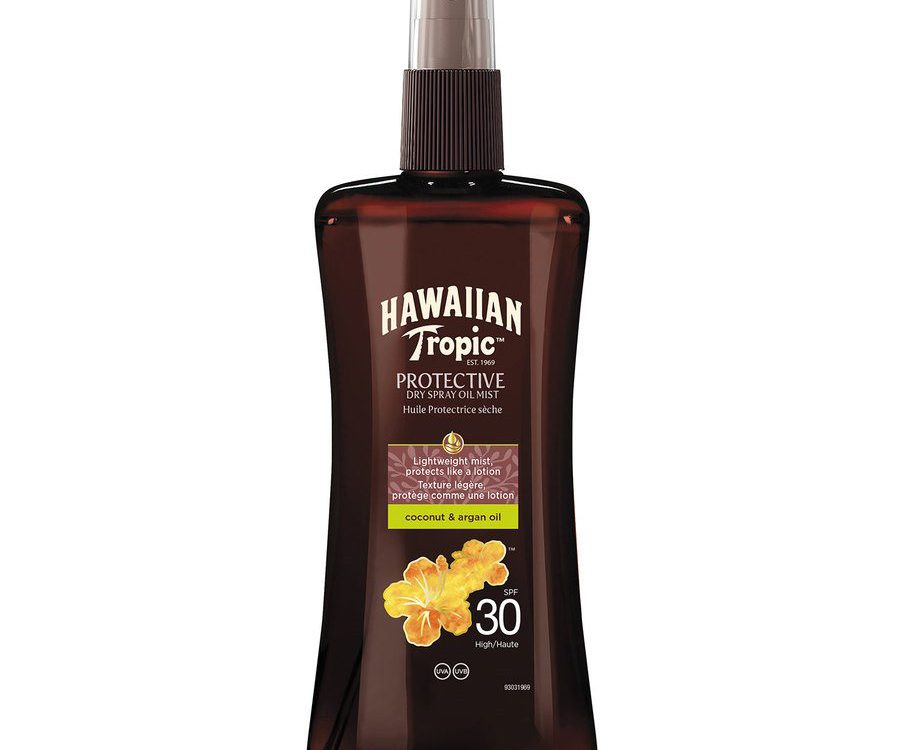 HAWAIIAN
Tropic™
EST. 1969
PROTECTIVE
DRY SPRAY OIL MIST
Huile Protectrice sèche
Lightweight mist,
protects like a lotion
Texture légère,
protège comme une lotion
coconut & argan oil
™
SPF
30
High/Haute
UVA UVB
93031969